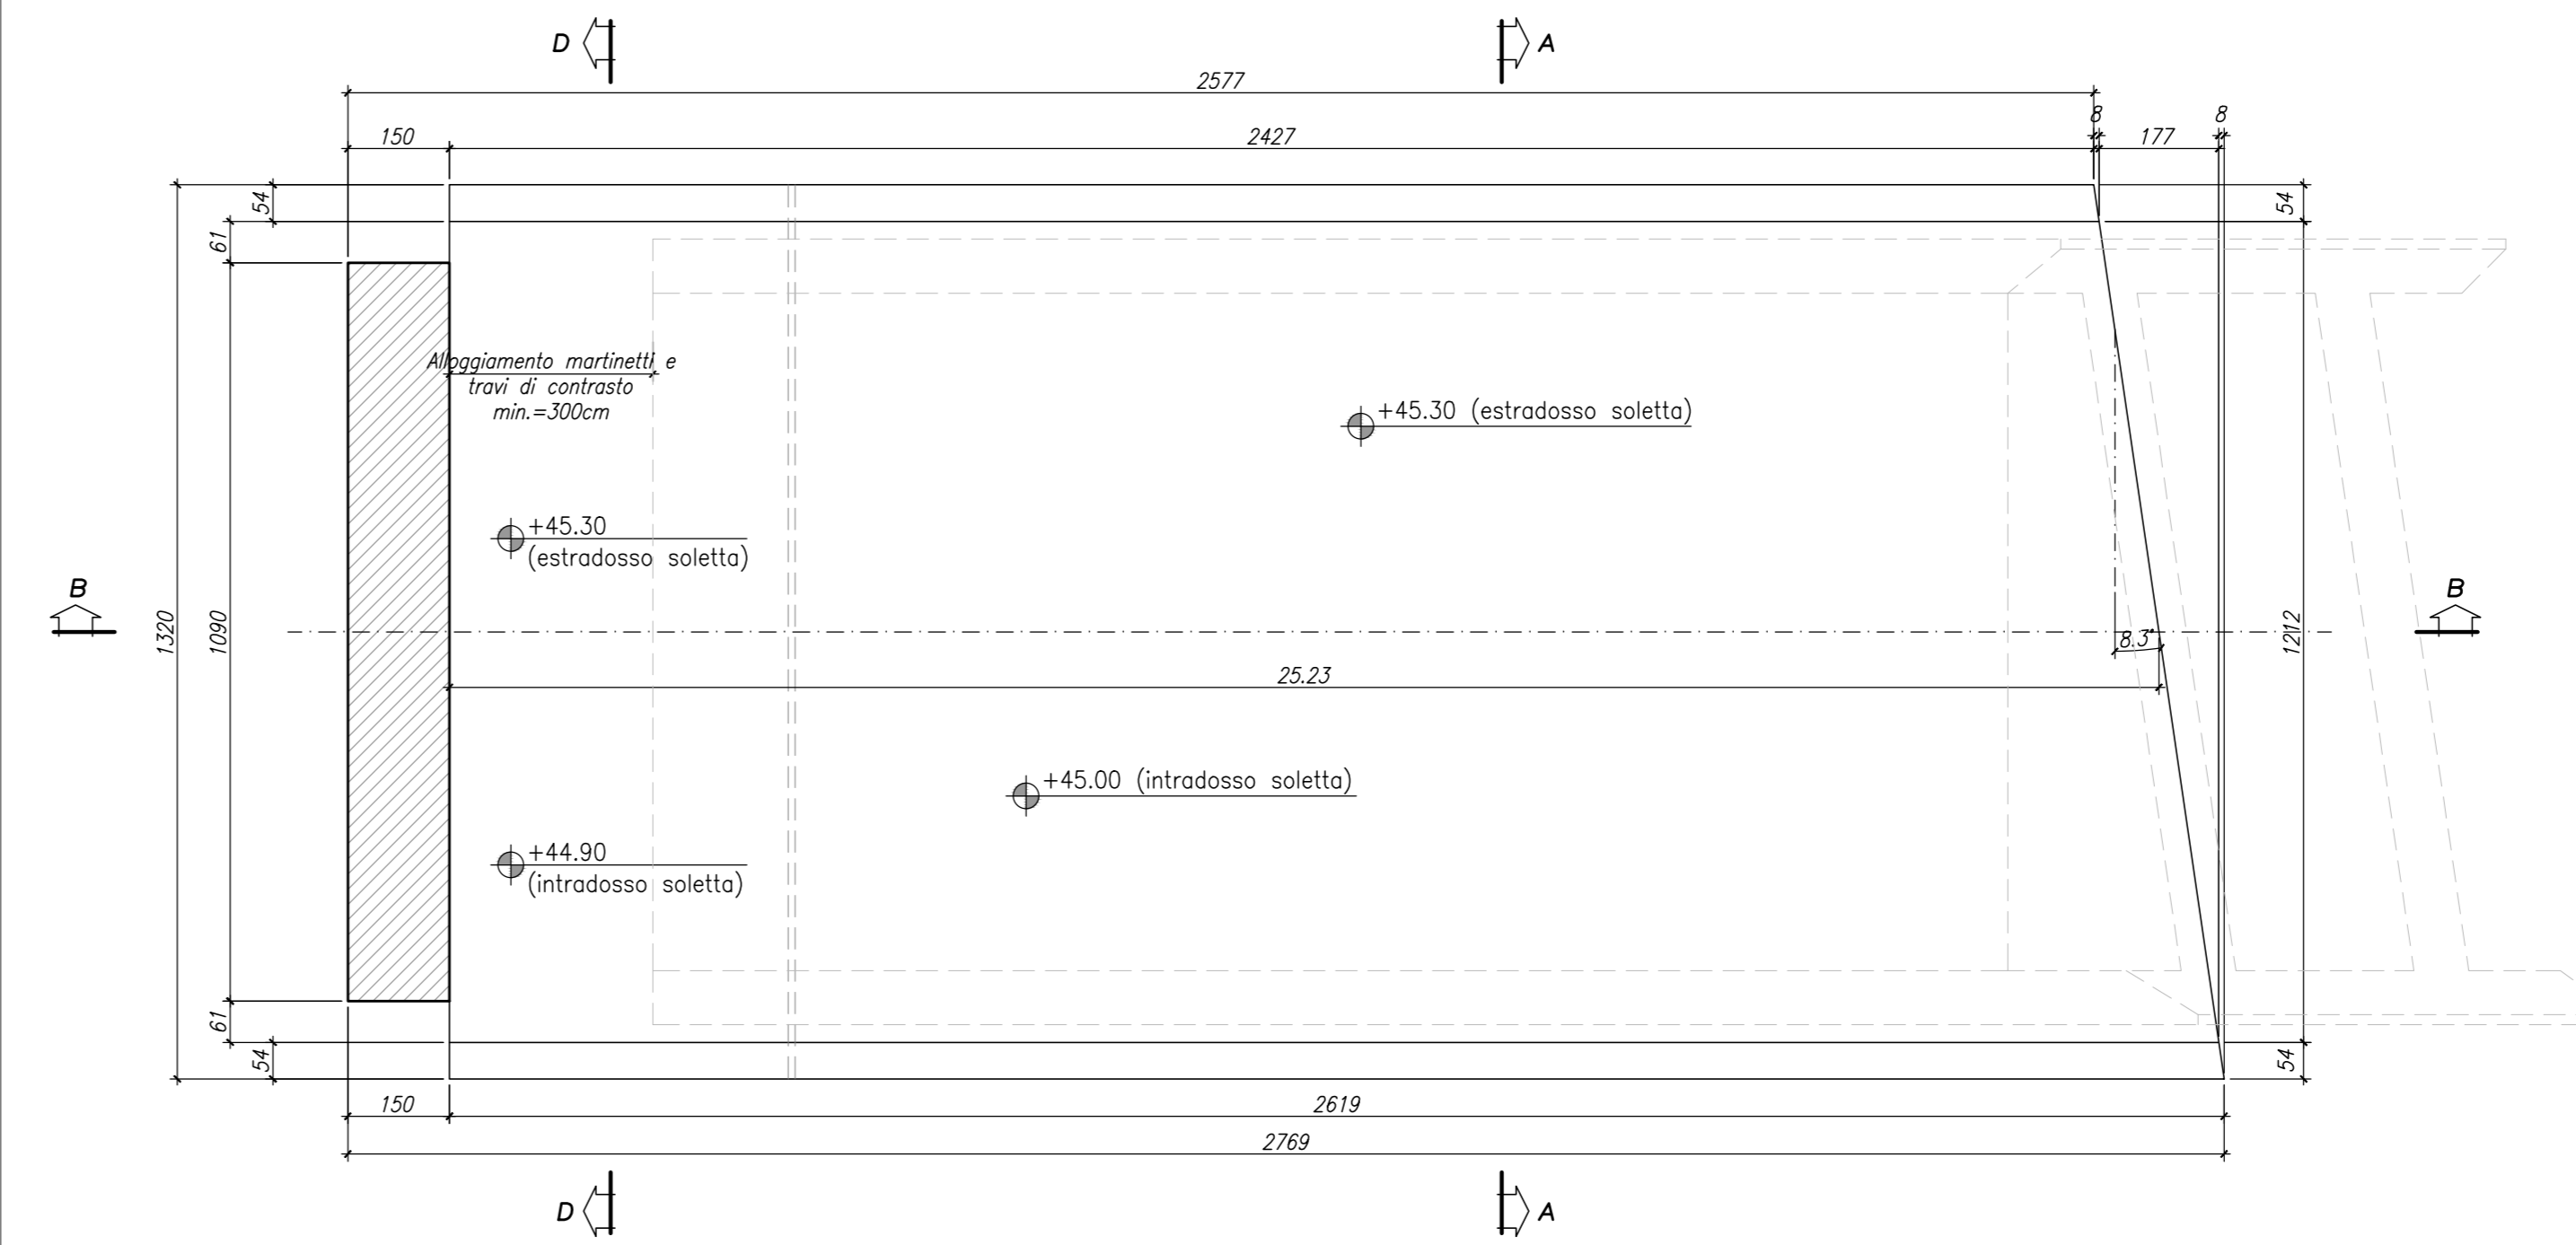 D
A
2577
8
8
150
2427
177
54
54
61
Alloggiamento martinetti e
travi di contrasto
min.=300cm
+45.30 (estradosso soletta)
+45.30
(estradosso soletta)
B
B
1320
1090
1212
8.3°
25.23
+45.00 (intradosso soletta)
+44.90
(intradosso soletta)
61
54
54
150
2619
2769
D
A